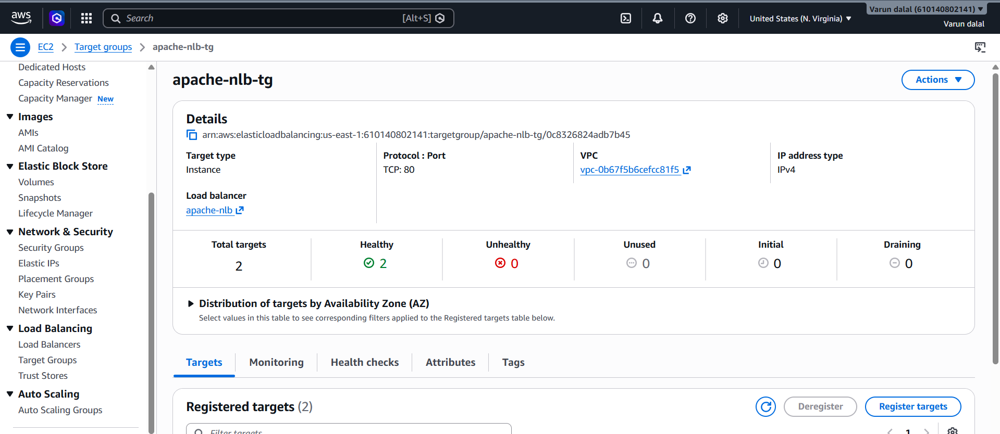 aws
Search
[Alt+S]
United States (N. Virginia)
Varun dalal (610140802141)
Varun dalal
EC2
Target groups
apache-nlb-tg
Dedicated Hosts
Capacity Reservations
Capacity Manager New
Images
AMIs
AMI Catalog
Elastic Block Store
Volumes
Snapshots
Lifecycle Manager
Network & Security
Security Groups
Elastic IPs
Placement Groups
Key Pairs
Network Interfaces
Load Balancing
Load Balancers
Target Groups
Trust Stores
Auto Scaling
Auto Scaling Groups
apache-nlb-tg
Actions
Details
arn:aws:elasticloadbalancing:us-east-1:610140802141:targetgroup/apache-nlb-tg/0c8326824adb7b45
Target type
Instance
Protocol : Port
TCP: 80
VPC
vpc-0b67f5b6cefcc81f5
IP address type
IPv4
Load balancer
apache-nlb
Total targets
2
Healthy
2
Unhealthy
0
Unused
0
Initial
0
Draining
0
Distribution of targets by Availability Zone (AZ)
Select values in this table to see corresponding filters applied to the Registered targets table below.
Targets
Monitoring
Health checks
Attributes
Tags
Registered targets (2)
Deregister
Register targets
Filter targets
1